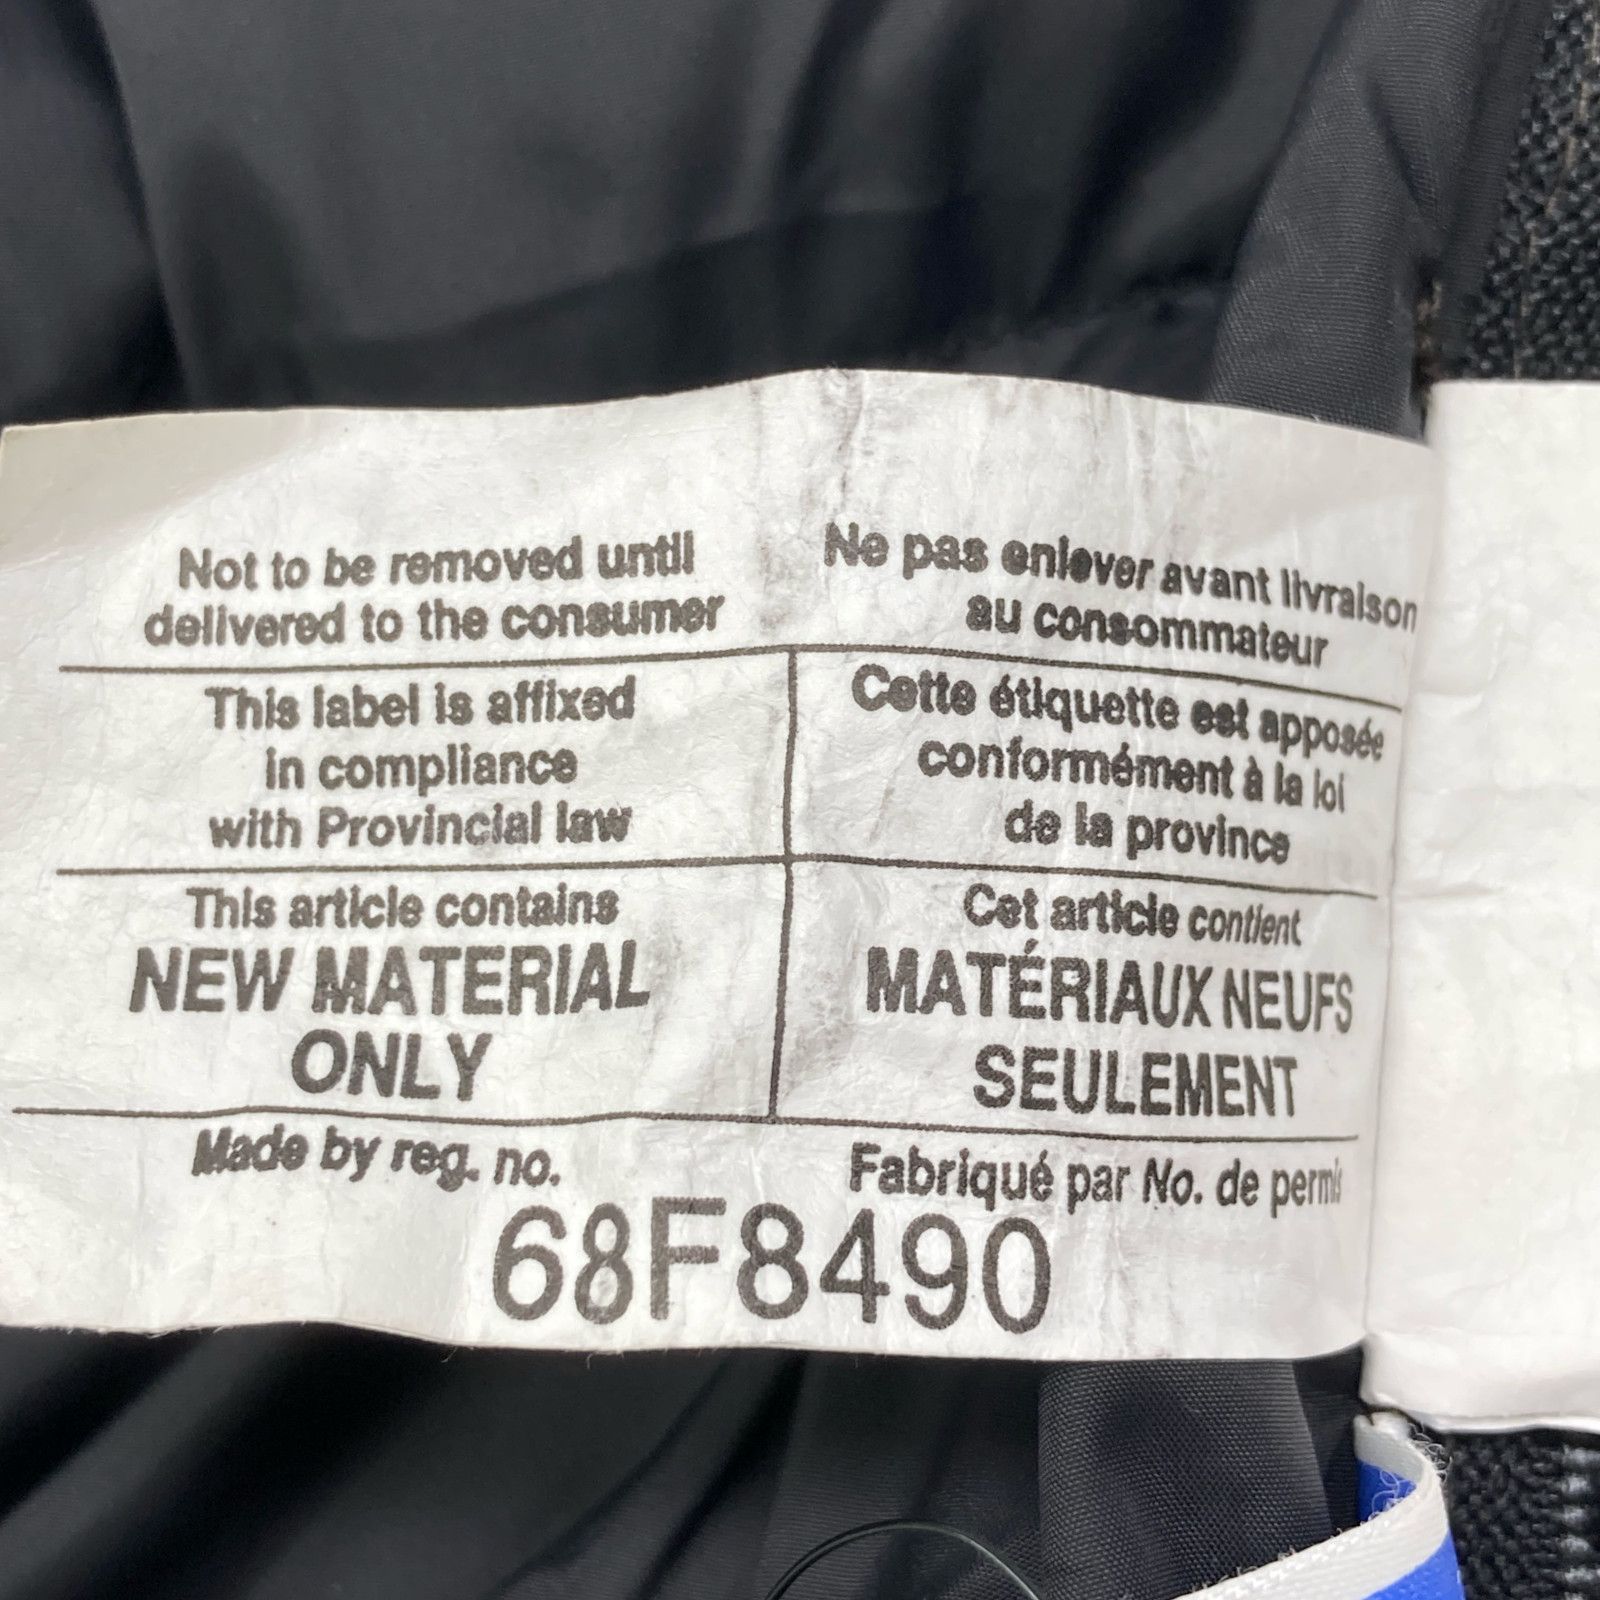 Not to be removed until
delivered to the consumer
Ne pas enlever avant livraison
au consommateur
This label is affixed
in compliance
with Provincial law
Cette étiquette est apposée
conformément à la loi
de la province
This article contains
NEW MATERIAL
ONLY
Cet article contient
MATÉRIAUX NEUFS
SEULEMENT
Made by reg. no.
Fabriqué par No. de permis
68F8490